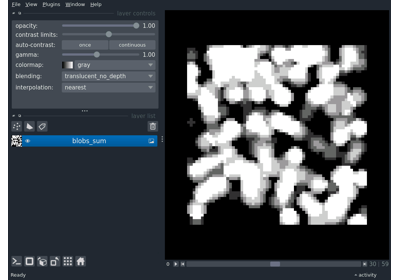 File View Plugins Window Help
layer controls
opacity: 1.00
contrast limits:
auto-contrast: once continuous
gamma: 1.00
colormap: gray
blending: translucent_no_depth
interpolation: nearest
layer list
blobs_sum
30 59
Ready
activity